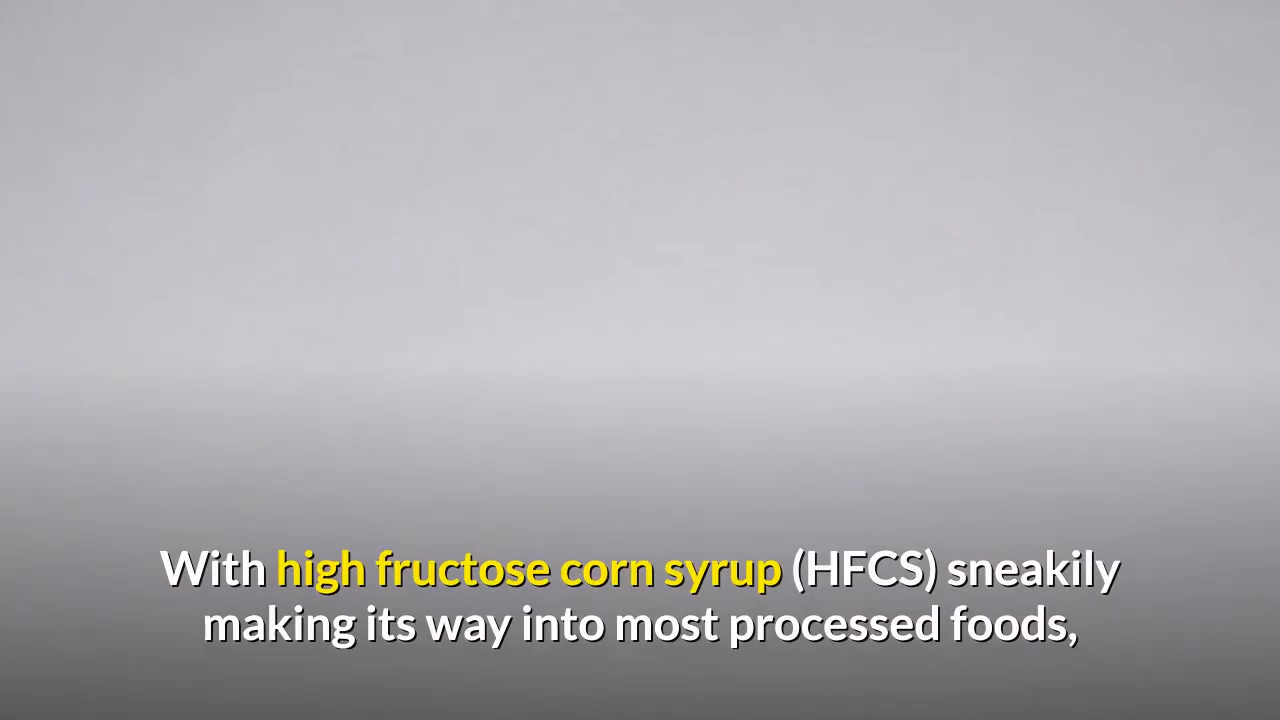 With high fructose corn syrup (HFCS) sneakily
making its way into most processed foods,